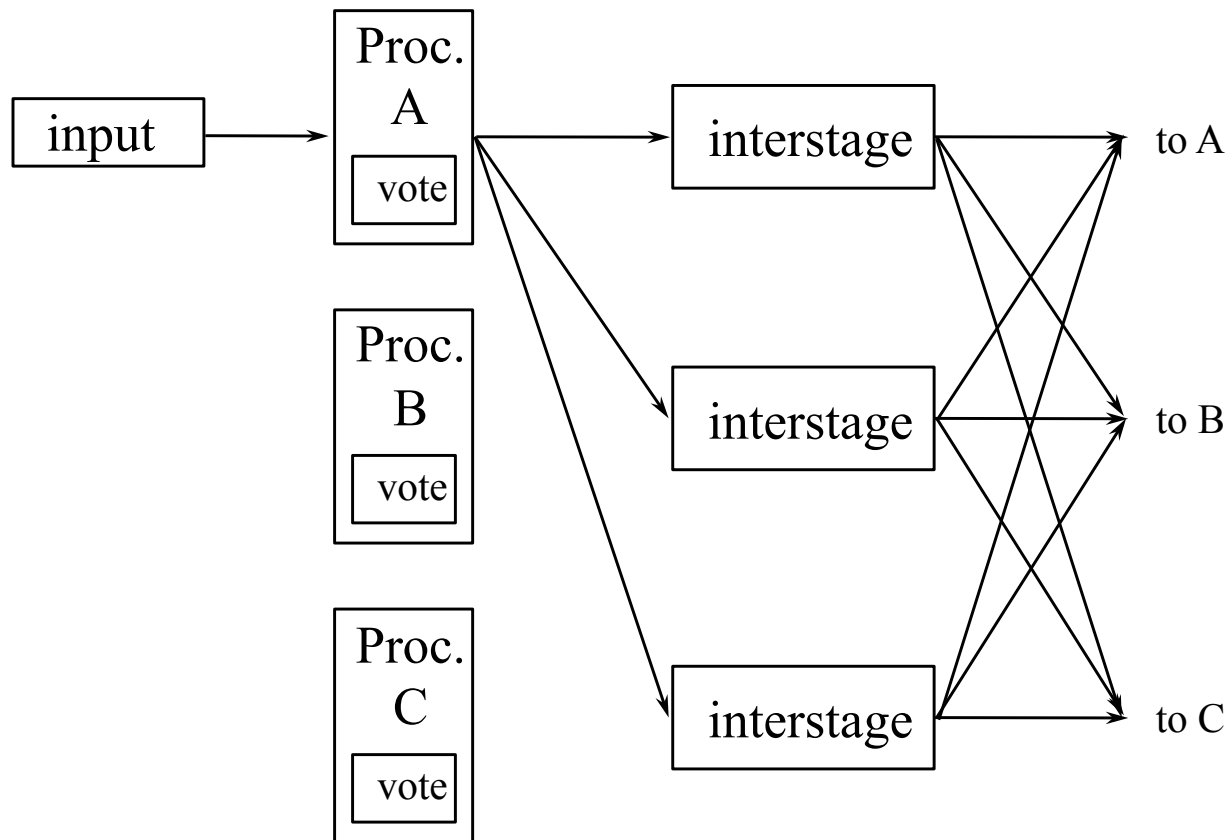 input
Proc.
A
vote
interstage
to A
Proc.
B
vote
interstage
to B
Proc.
C
vote
interstage
to C